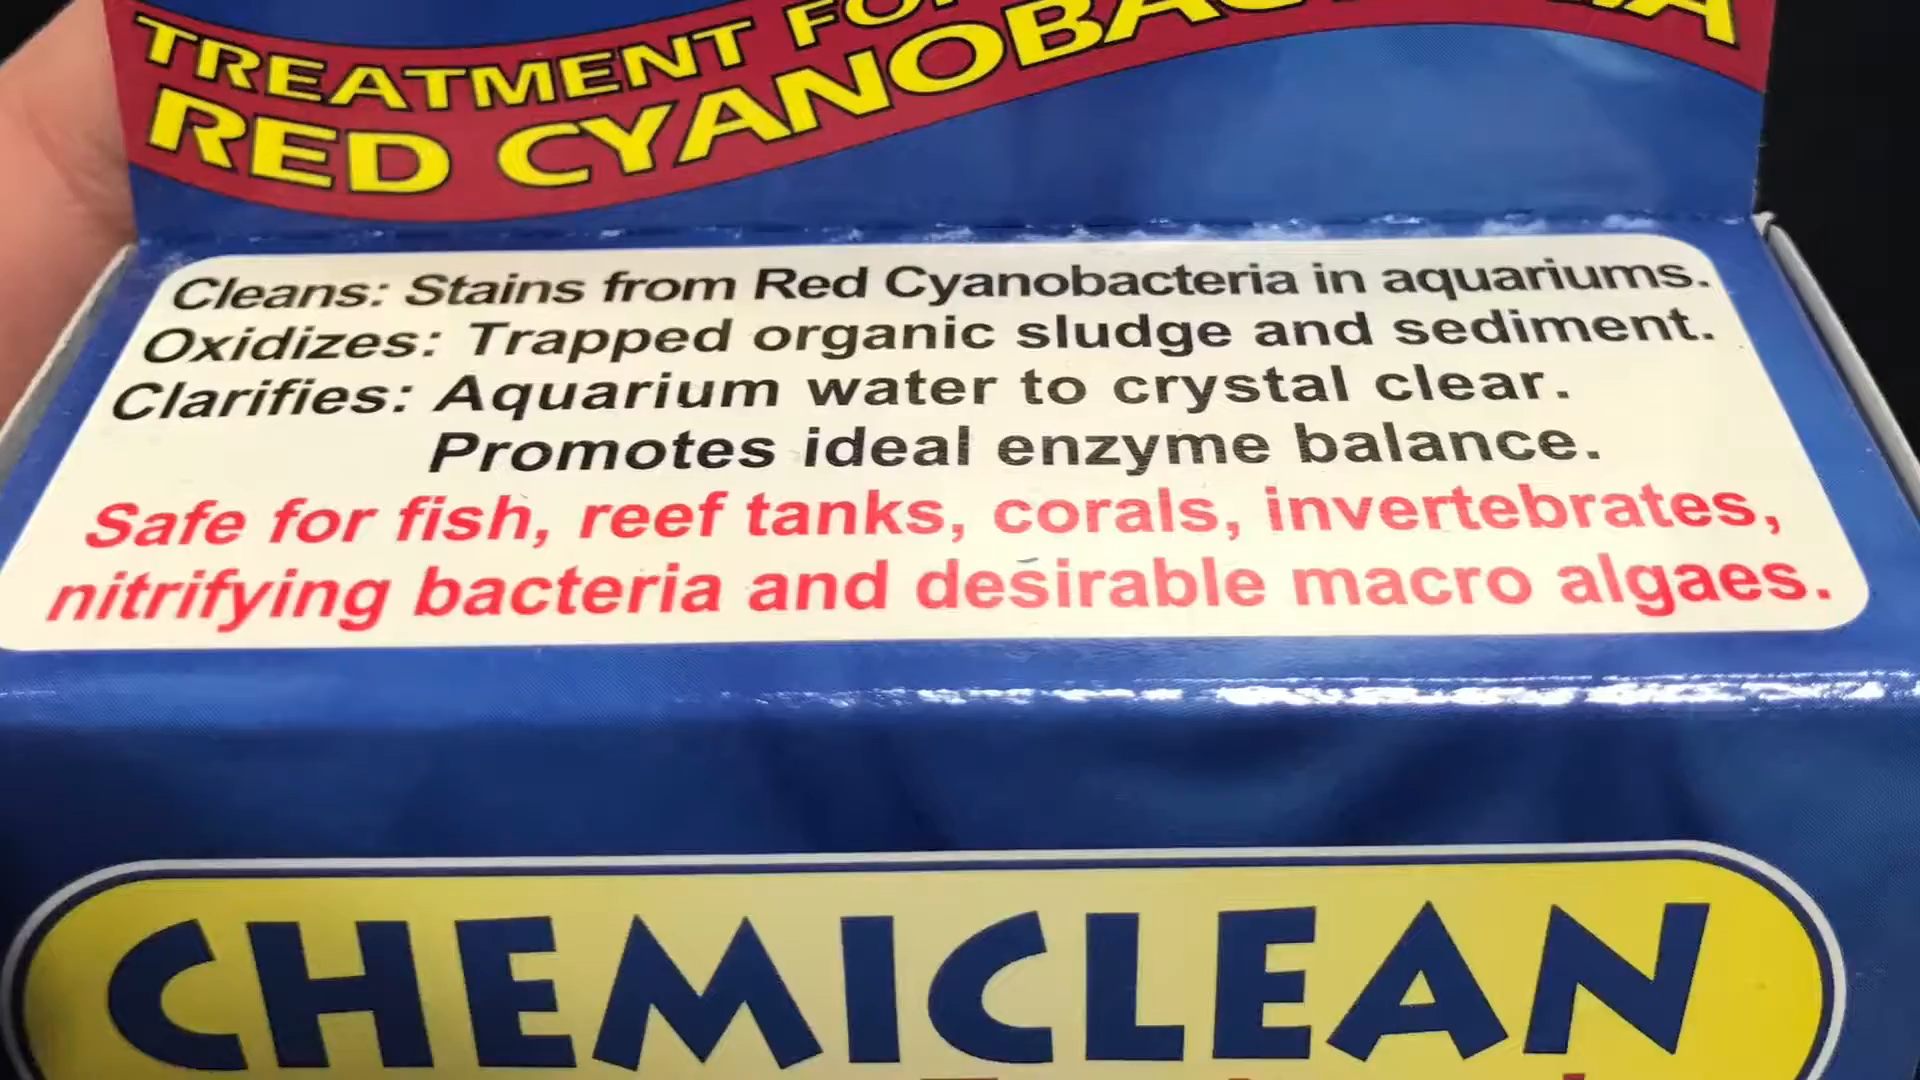 TREATMENT FOR
RED CYANOBACTERIA
Cleans: Stains from Red Cyanobacteria in aquariums.
Oxidizes: Trapped organic sludge and sediment.
Clarifies: Aquarium water to crystal clear.
Promotes ideal enzyme balance.
Safe for fish, reef tanks, corals, invertebrates,
nitrifying bacteria and desirable macro algaes.
CHEMICLEAN